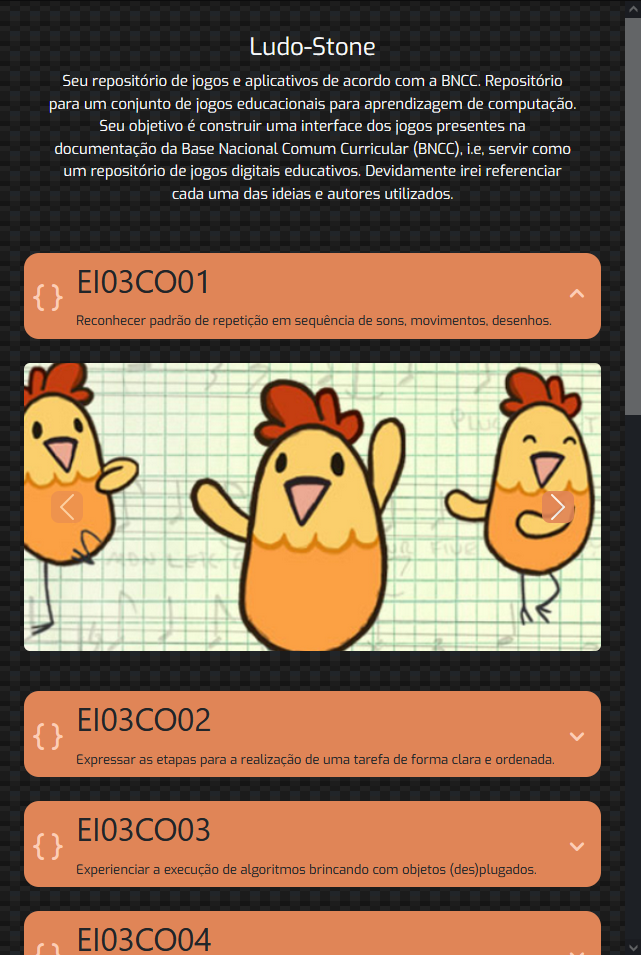 Ludo-Stone
Seu repositório de jogos e aplicativos de acordo com a BNCC. Repositório
para um conjunto de jogos educacionais para aprendizagem de computação.
Seu objetivo é construir uma interface dos jogos presentes na
documentação da Base Nacional Comum Curricular (BNCC), i.e, servir como
um repositório de jogos digitais educativos. Devidamente irei referenciar
cada uma das ideias e autores utilizados.
{ } EI03CO01
Reconhecer padrão de repetição em sequência de sons, movimentos, desenhos.
{ } EI03CO02
Expressar as etapas para a realização de uma tarefa de forma clara e ordenada.
{ } EI03CO03
Experienciar a execução de algoritmos brincando com objetos (des)plugados.
{ } EI03CO04